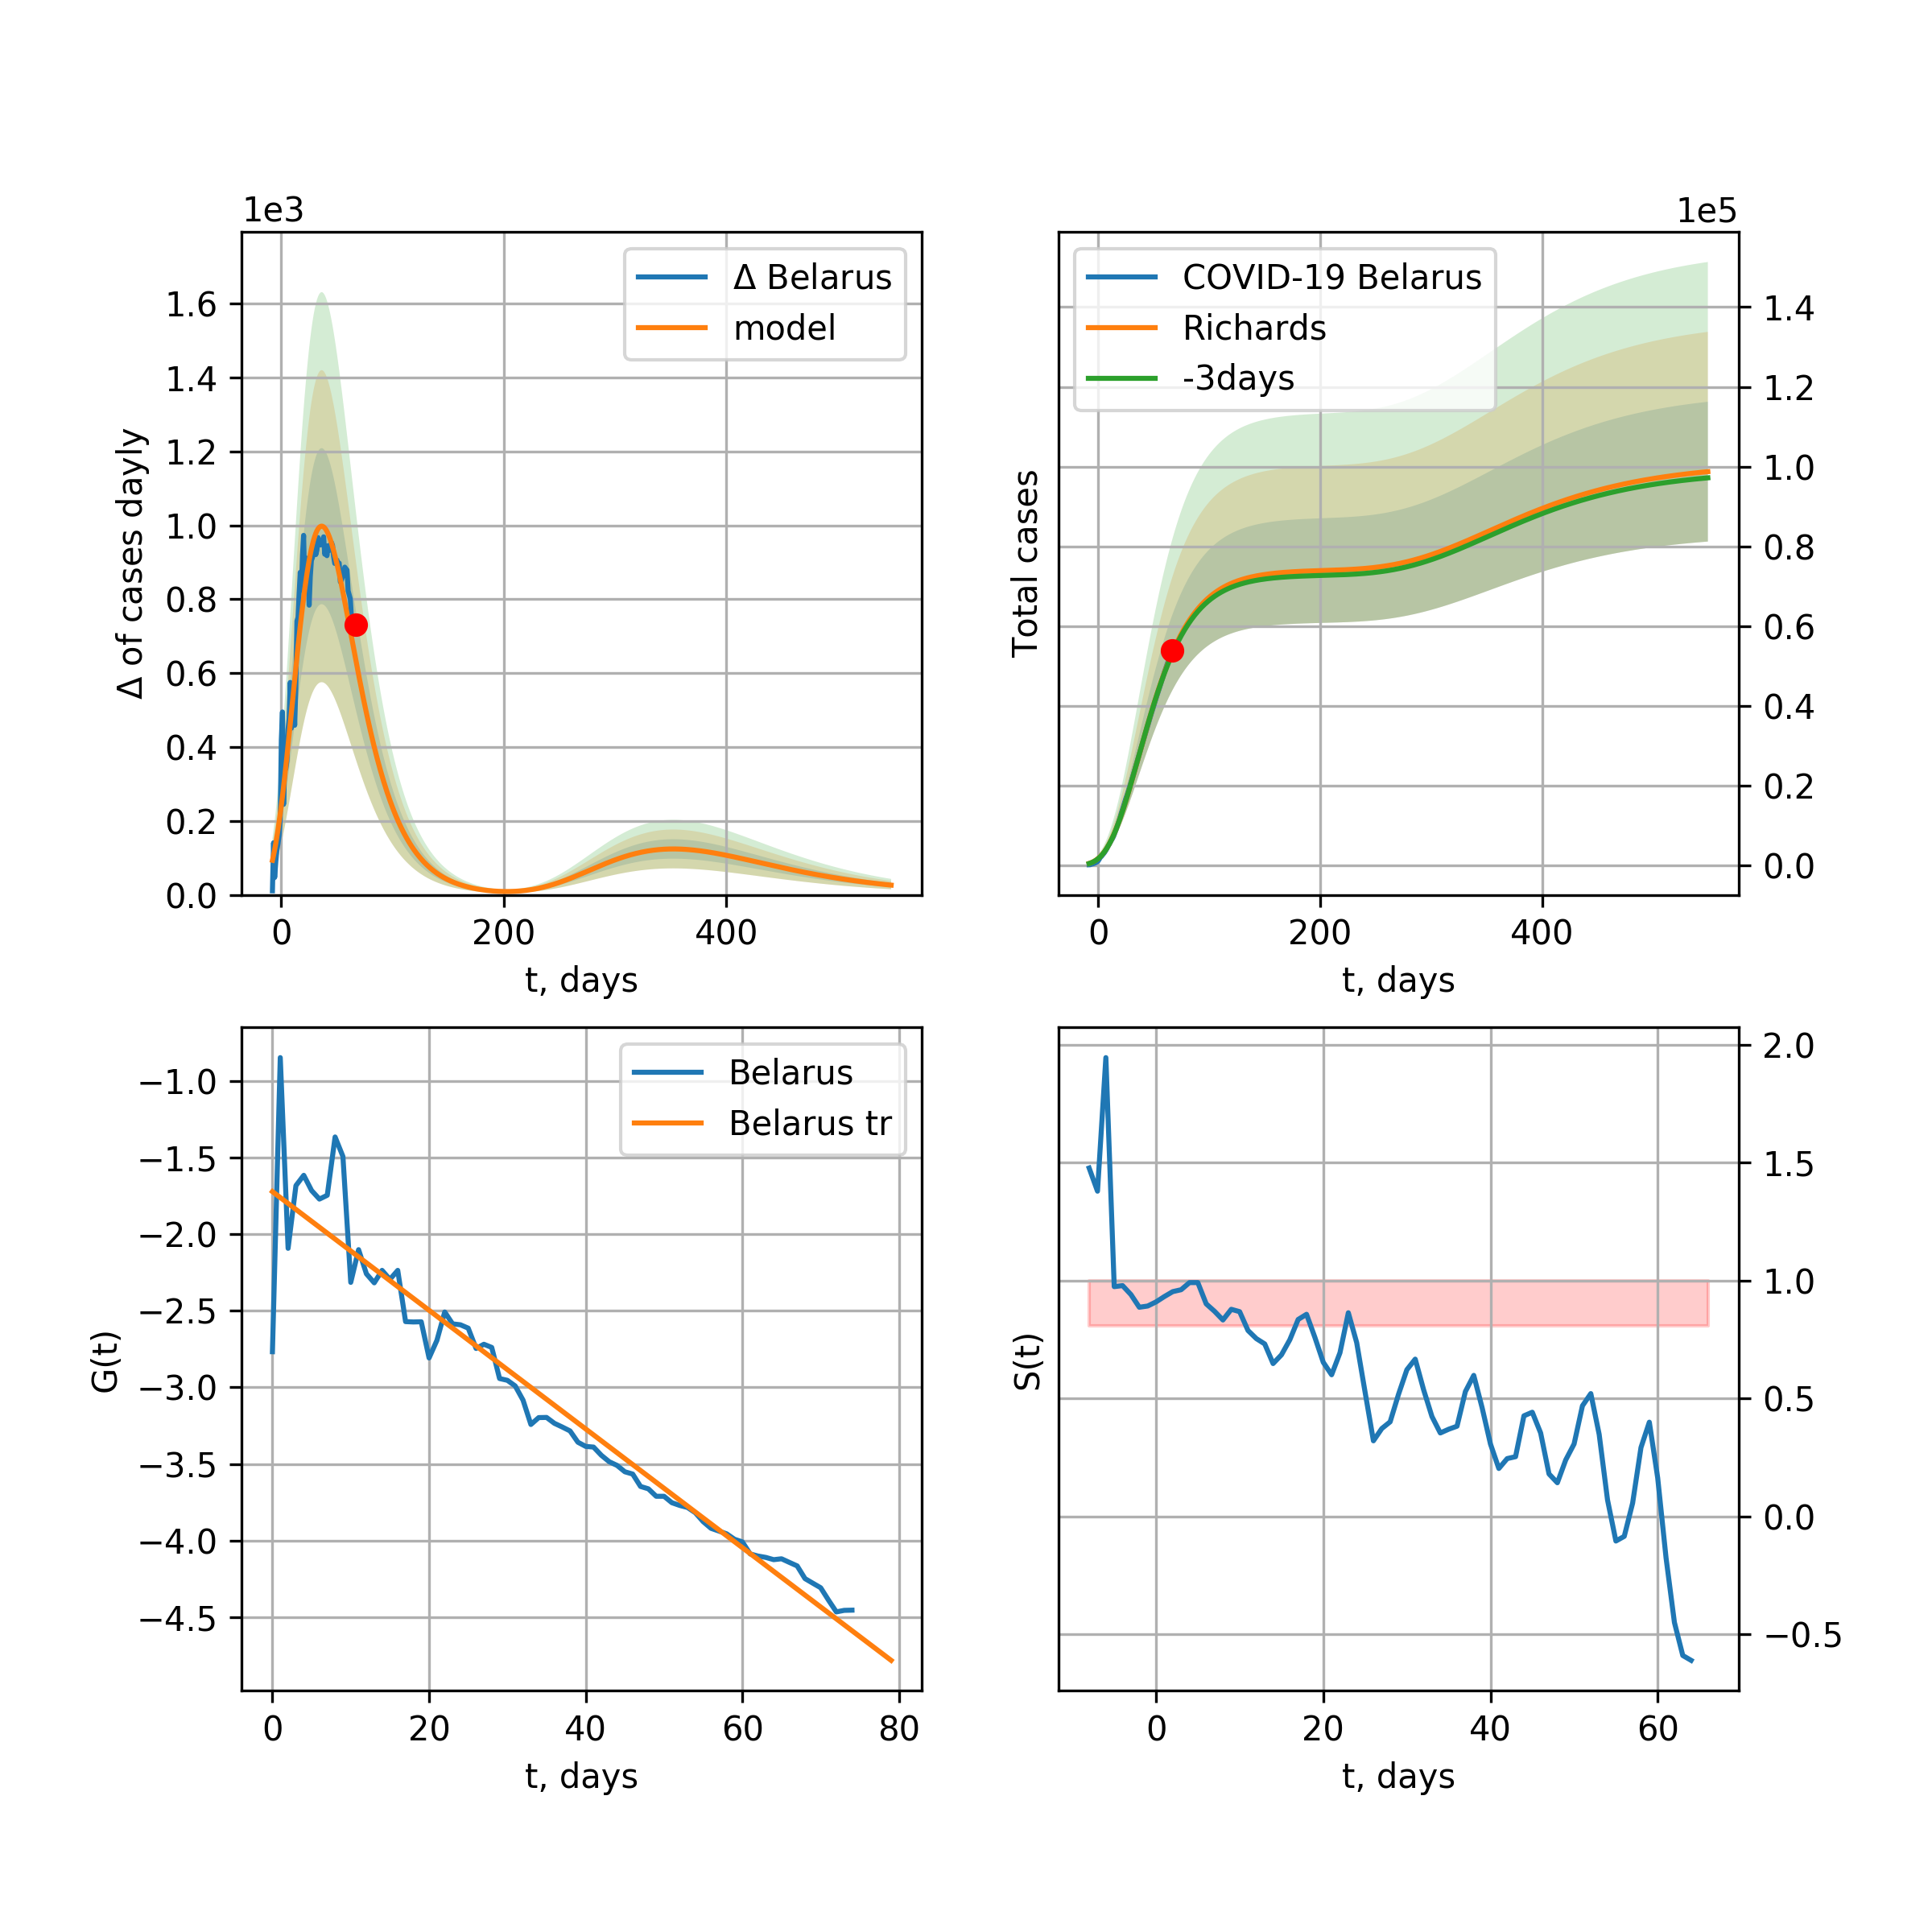 1e3
Δ Belarus
model
1.6
1.4
1.2
1.0
0.8
0.6
0.4
0.2
0.0
Δ of cases dayly
0 200 400
t, days
1e5
COVID-19 Belarus
Richards
-3days
1.4
1.2
1.0
0.8
0.6
0.4
0.2
0.0
Total cases
0 200 400
t, days
Belarus
Belarus tr
−1.0
−1.5
−2.0
−2.5
−3.0
−3.5
−4.0
−4.5
G(t)
0 20 40 60 80
t, days
2.0
1.5
1.0
0.5
0.0
−0.5
S(t)
0 20 40 60
t, days